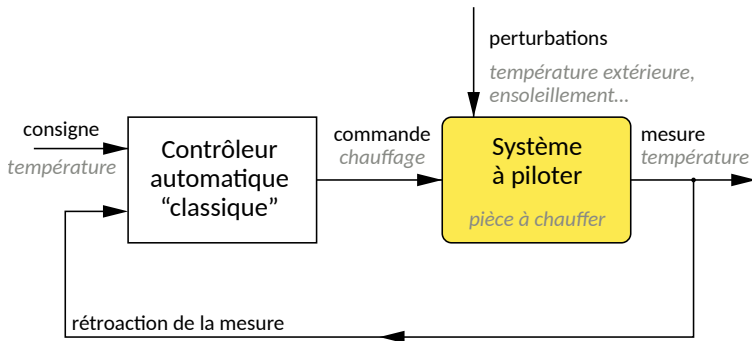 perturbations
température extérieure,
ensoleillement...
consigne
température
Contrôleur
automatique
“classique”
commande
chauffage
Système
à piloter
pièce à chauffer
mesure
température
rétroaction de la mesure